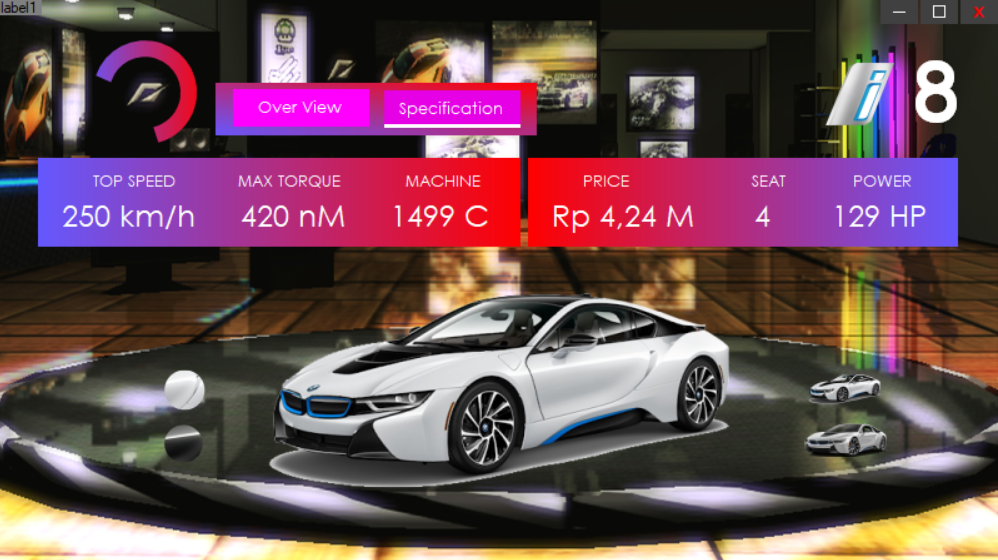 label1
X
i 8
Over View
Specification
TOP SPEED
MAX TORQUE
MACHINE
PRICE
SEAT
POWER
250 km/h
420 nM
1499 C
Rp 4,24 M
4
129 HP